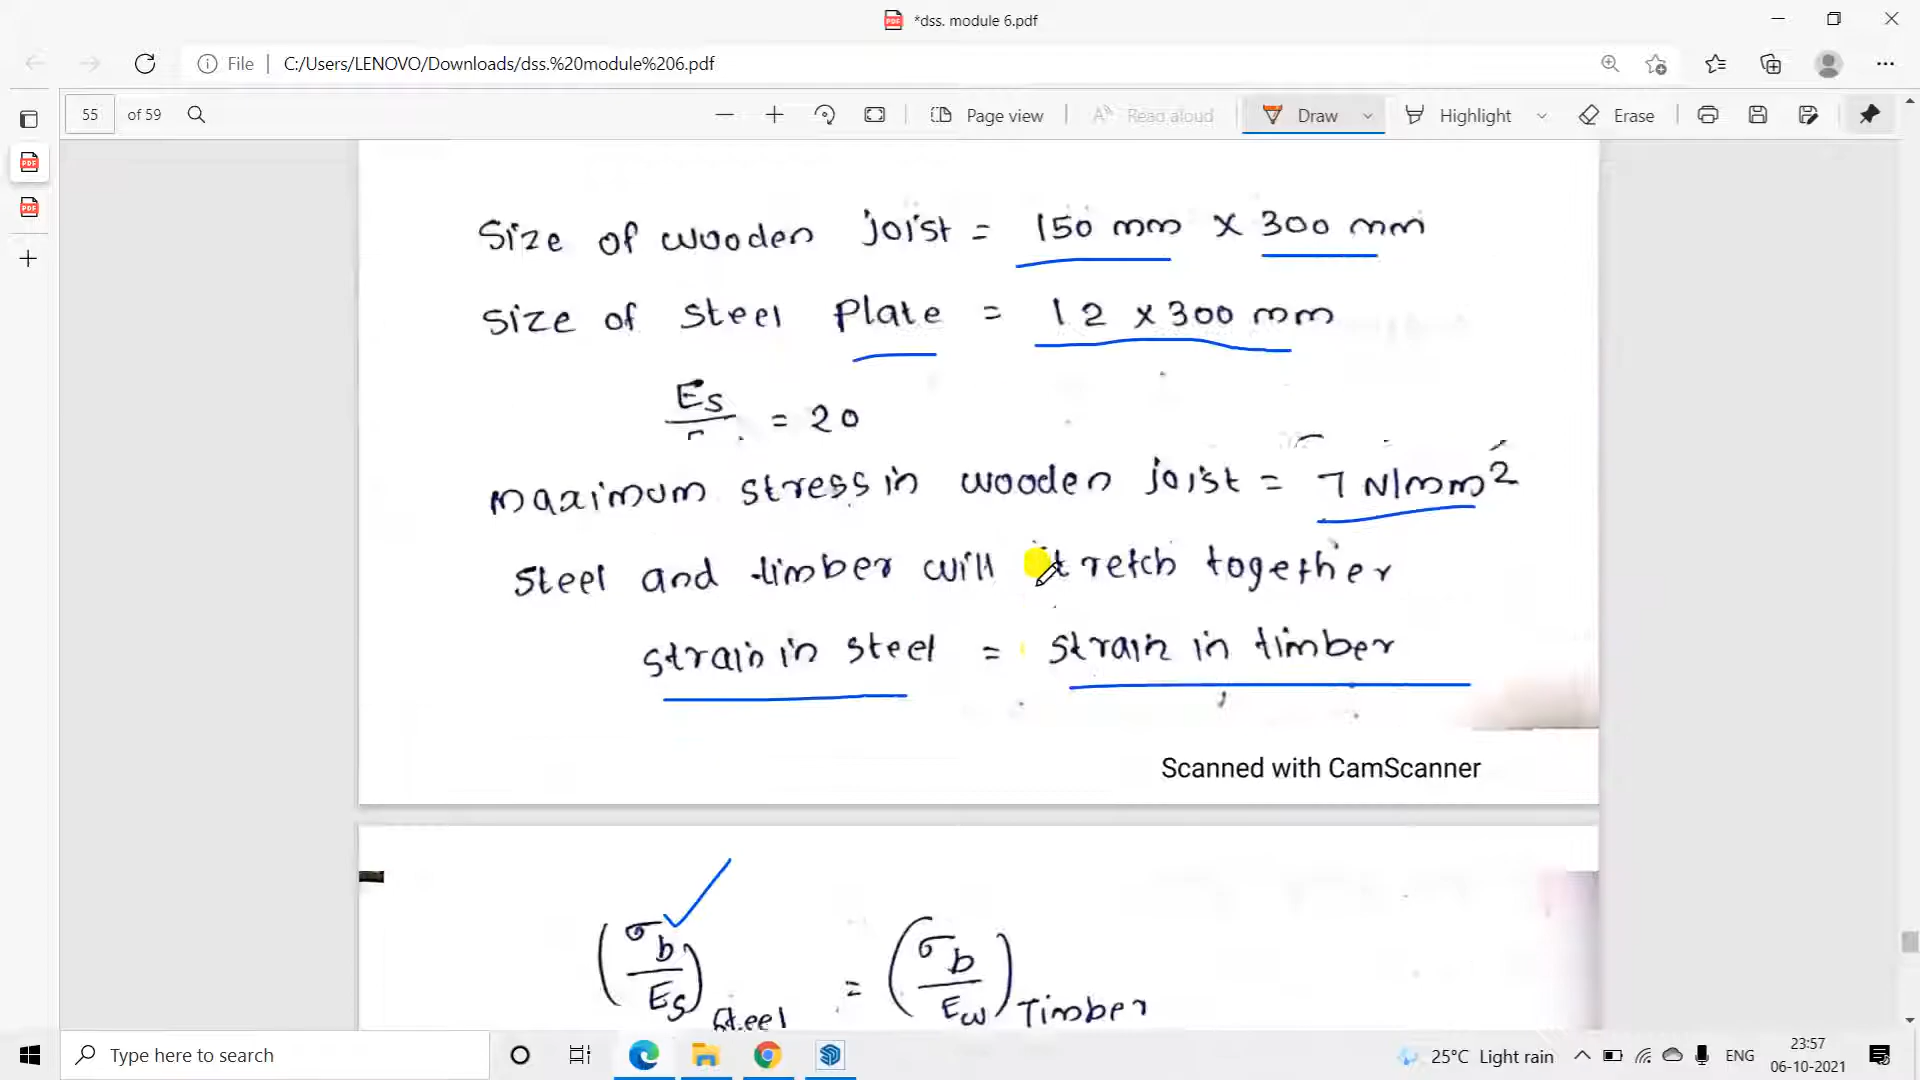 *dss. module 6.pdf
File | C:/Users/LENOVO/Downloads/dss.%20module%206.pdf
55 of 59 Page view Read aloud Draw Highlight Erase
Size of wooden joist = 150 mm x 300 mm
Size of steel Plate = 12 x 300 mm
Es
= 20
maximum stress in wooden joist = 7 N/mm²
Steel and timber will stretch together
strain in steel = strain in timber
Scanned with CamScanner
(σb/Es) Steel = (σb/Ew) Timber
Type here to search
25°C Light rain
ENG
23:57
06-10-2021